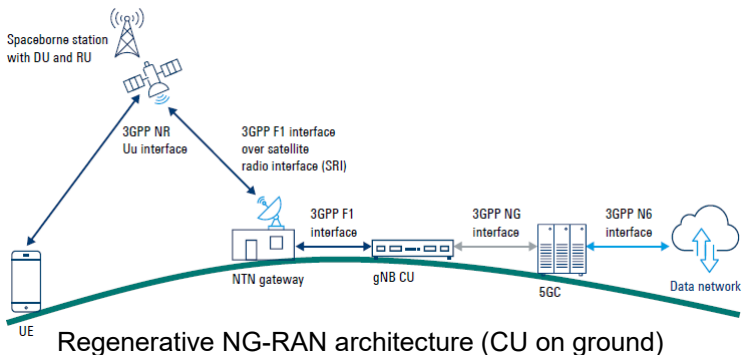 Spaceborne station
with DU and RU
3GPP NR
Uu interface
3GPP F1 interface
over satellite
radio interface (SRI)
3GPP F1
interface
3GPP NG
interface
3GPP N6
interface
NTN gateway
gNB CU
5GC
Data network
UE
Regenerative NG-RAN architecture (CU on ground)